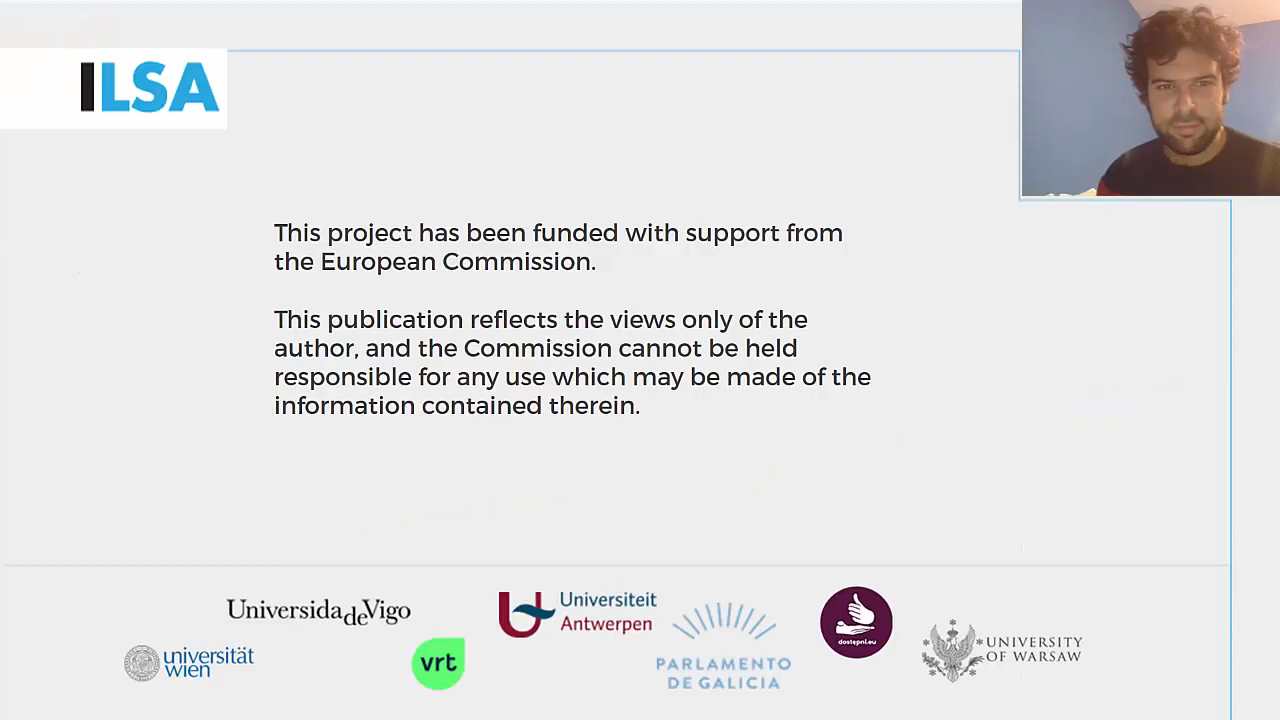 ILSA
This project has been funded with support from
the European Commission.
This publication reflects the views only of the
author, and the Commission cannot be held
responsible for any use which may be made of the
information contained therein.
UniversidadeVigo
Universiteit
Antwerpen
dostepni.eu
universität
wien
vrt
PARLAMENTO
DE GALICIA
UNIVERSITY
OF WARSAW